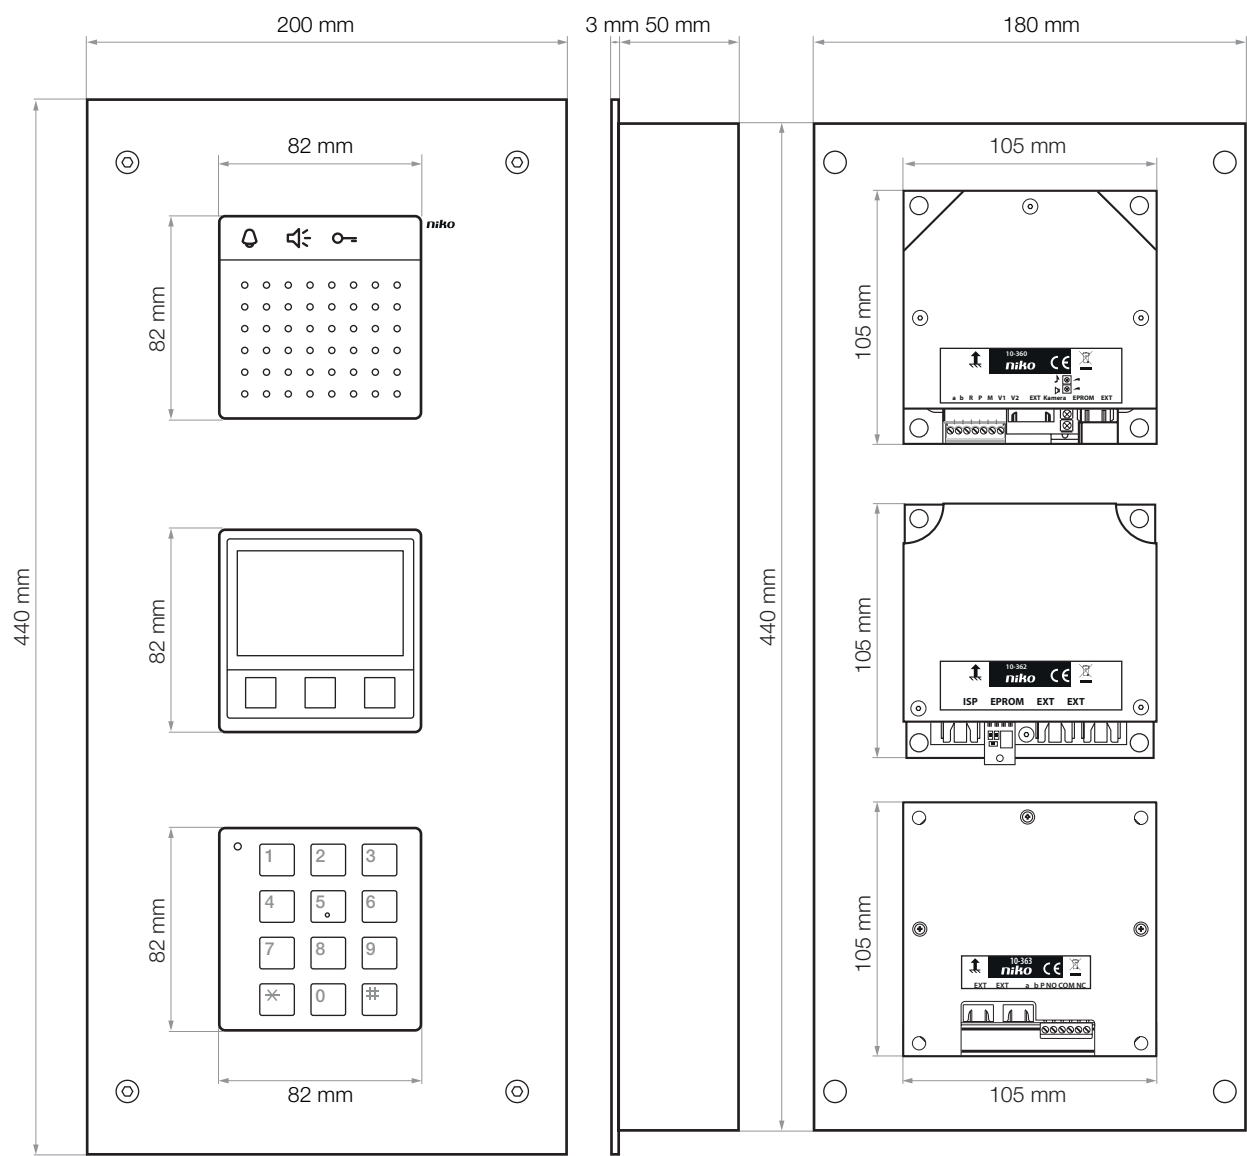 200 mm
3 mm 50 mm
180 mm
82 mm
105 mm
niko
82 mm
105 mm
10-360
niko CE
a b R P M V1 V2 EXT Kamera EPROM EXT
440 mm
82 mm
440 mm
105 mm
10-362
niko CE
ISP EPROM EXT EXT
82 mm
1 2 3
4 5 6
7 8 9
* 0 #
105 mm
10-363
niko CE
EXT EXT a b P NO COM NC
82 mm
105 mm